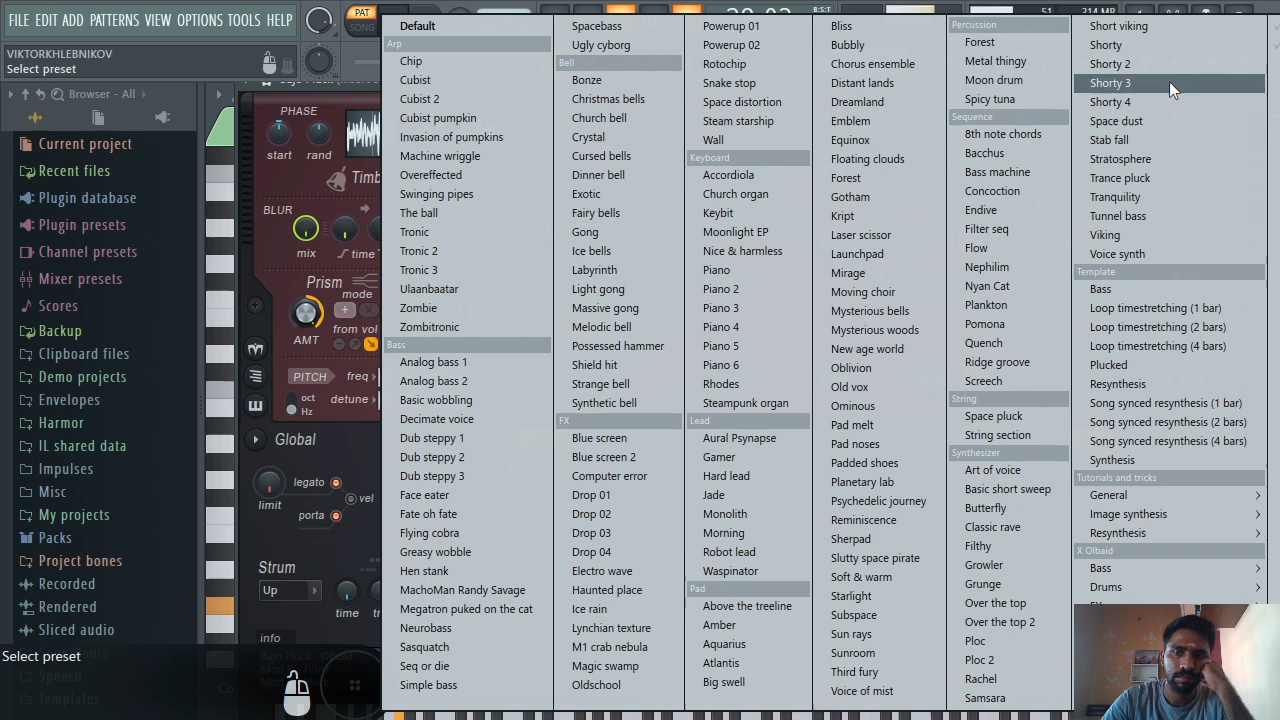 FILE EDIT ADD PATTERNS VIEW OPTIONS TOOLS HELP
PAT
SONG
B:S:T
51
214 MB
VIKTORKHLEBNIKOV
Select preset
Browser - All
Current project
Recent files
Plugin database
Plugin presets
Channel presets
Mixer presets
Scores
Backup
Clipboard files
Demo projects
Envelopes
Harmor
IL shared data
Impulses
Misc
My projects
Packs
Project bones
Recorded
Rendered
Sliced audio
Speech
Templates
Select preset
PHASE
start
rand
Timb
BLUR
mix
time
Prism
mode
AMT
from vol
PITCH
freq
oct
Hz
detune
Global
legato
limit
vel
porta
Strum
Up
time
info
Default
Arp
Chip
Cubist
Cubist 2
Cubist pumpkin
Invasion of pumpkins
Machine wriggle
Overeffected
Swinging pipes
The ball
Tronic
Tronic 2
Tronic 3
Ulaanbaatar
Zombie
Zombitronic
Bass
Analog bass 1
Analog bass 2
Basic wobbling
Decimate voice
Dub steppy 1
Dub steppy 2
Dub steppy 3
Face eater
Fate oh fate
Flying cobra
Greasy wobble
Hen stank
MachoMan Randy Savage
Megatron puked on the cat
Neurobass
Sasquatch
Seq or die
Simple bass
Spacebass
Ugly cyborg
Bell
Bonze
Christmas bells
Church bell
Crystal
Cursed bells
Dinner bell
Exotic
Fairy bells
Gong
Ice bells
Labyrinth
Light gong
Massive gong
Melodic bell
Possessed hammer
Shield hit
Strange bell
Synthetic bell
FX
Blue screen
Blue screen 2
Computer error
Drop 01
Drop 02
Drop 03
Drop 04
Electro wave
Haunted place
Ice rain
Lynchian texture
M1 crab nebula
Magic swamp
Oldschool
Powerup 01
Powerup 02
Rotochip
Snake stop
Space distortion
Steam starship
Wall
Keyboard
Accordiola
Church organ
Keybit
Moonlight EP
Nice & harmless
Piano
Piano 2
Piano 3
Piano 4
Piano 5
Piano 6
Rhodes
Steampunk organ
Lead
Aural Psynapse
Gamer
Hard lead
Jade
Monolith
Morning
Robot lead
Waspinator
Pad
Above the treeline
Amber
Aquarius
Atlantis
Big swell
Bliss
Bubbly
Chorus ensemble
Distant lands
Dreamland
Emblem
Equinox
Floating clouds
Forest
Gotham
Kript
Laser scissor
Launchpad
Mirage
Moving choir
Mysterious bells
Mysterious woods
New age world
Oblivion
Old vox
Ominous
Pad melt
Pad noses
Padded shoes
Planetary lab
Psychedelic journey
Reminiscence
Sherpad
Slutty space pirate
Soft & warm
Starlight
Subspace
Sun rays
Sunroom
Third fury
Voice of mist
Percussion
Forest
Metal thingy
Moon drum
Spicy tuna
Sequence
8th note chords
Bacchus
Bass machine
Concoction
Endive
Filter seq
Flow
Nephilim
Nyan Cat
Plankton
Pomona
Quench
Ridge groove
Screech
String
Space pluck
String section
Synthesizer
Art of voice
Basic short sweep
Butterfly
Classic rave
Filthy
Growler
Grunge
Over the top
Over the top 2
Ploc
Ploc 2
Rachel
Samsara
Short viking
Shorty
Shorty 2
Shorty 3
Shorty 4
Space dust
Stab fall
Stratosphere
Trance pluck
Tranquility
Tunnel bass
Viking
Voice synth
Template
Bass
Loop timestretching (1 bar)
Loop timestretching (2 bars)
Loop timestretching (4 bars)
Plucked
Resynthesis
Song synced resynthesis (1 bar)
Song synced resynthesis (2 bars)
Song synced resynthesis (4 bars)
Synthesis
Tutorials and tricks
General
Image synthesis
Resynthesis
X Olbaid
Bass
Drums